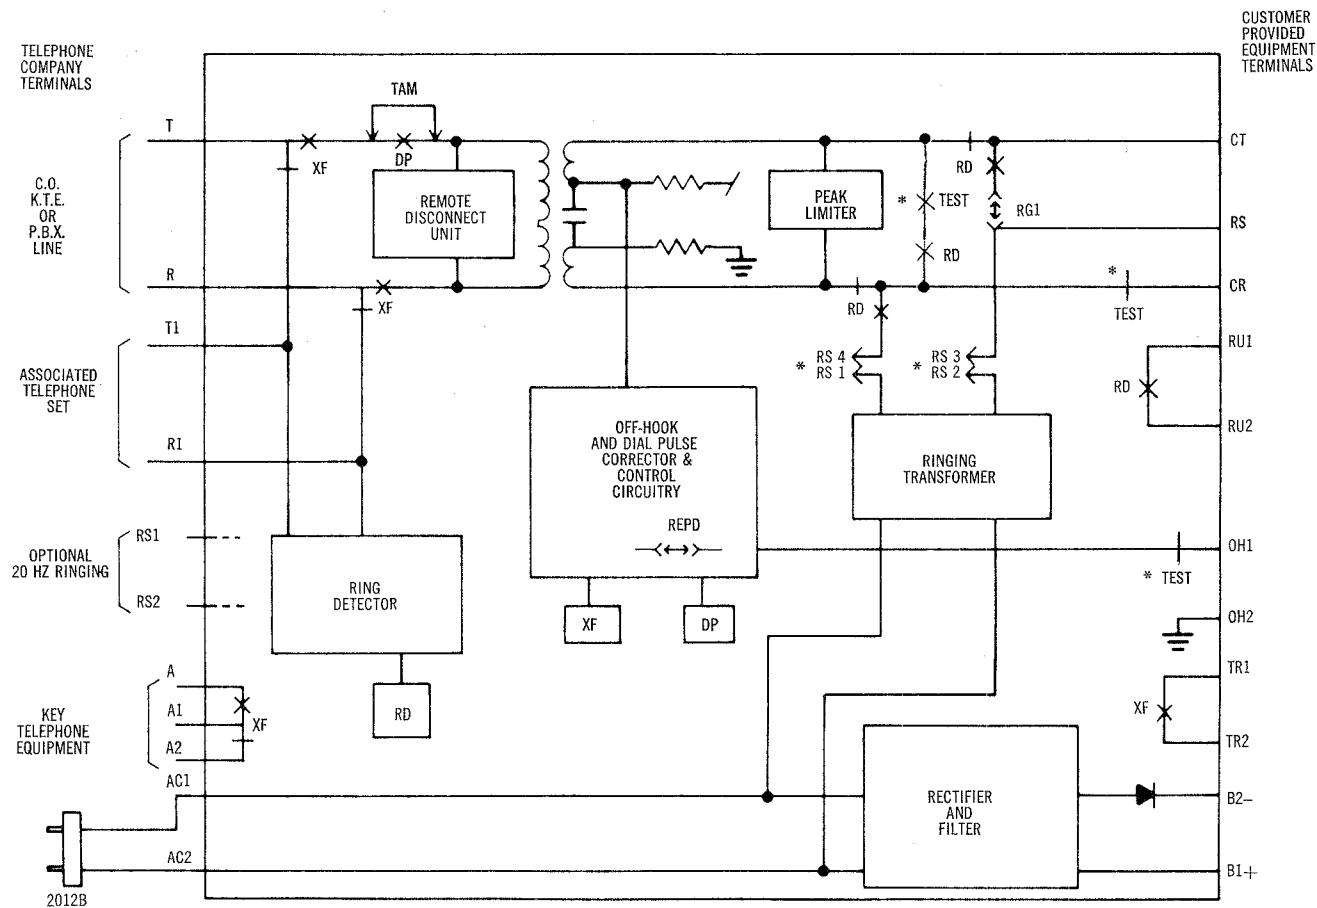 TELEPHONE
COMPANY
TERMINALS
CUSTOMER
PROVIDED
EQUIPMENT
TERMINALS
TAM
T
XF
DP
C.O.
K.T.E.
OR
P.B.X.
LINE
REMOTE
DISCONNECT
UNIT
PEAK
LIMITER
* TEST
RD
RD
RG1
CT
RS
R
XF
RD
* TEST
CR
T1
ASSOCIATED
TELEPHONE
SET
R1
* RS 4
RS 1
* RS 3
RS 2
RU1
RD
RU2
OFF-HOOK
AND DIAL PULSE
CORRECTOR &
CONTROL
CIRCUITRY
REPD
RINGING
TRANSFORMER
RS1
OPTIONAL
20 HZ RINGING
RS2
RING
DETECTOR
RD
XF
DP
OH1
* TEST
OH2
A
A1
A2
XF
KEY
TELEPHONE
EQUIPMENT
TR1
XF
TR2
AC1
AC2
2012B
RECTIFIER
AND
FILTER
B2-
B1+